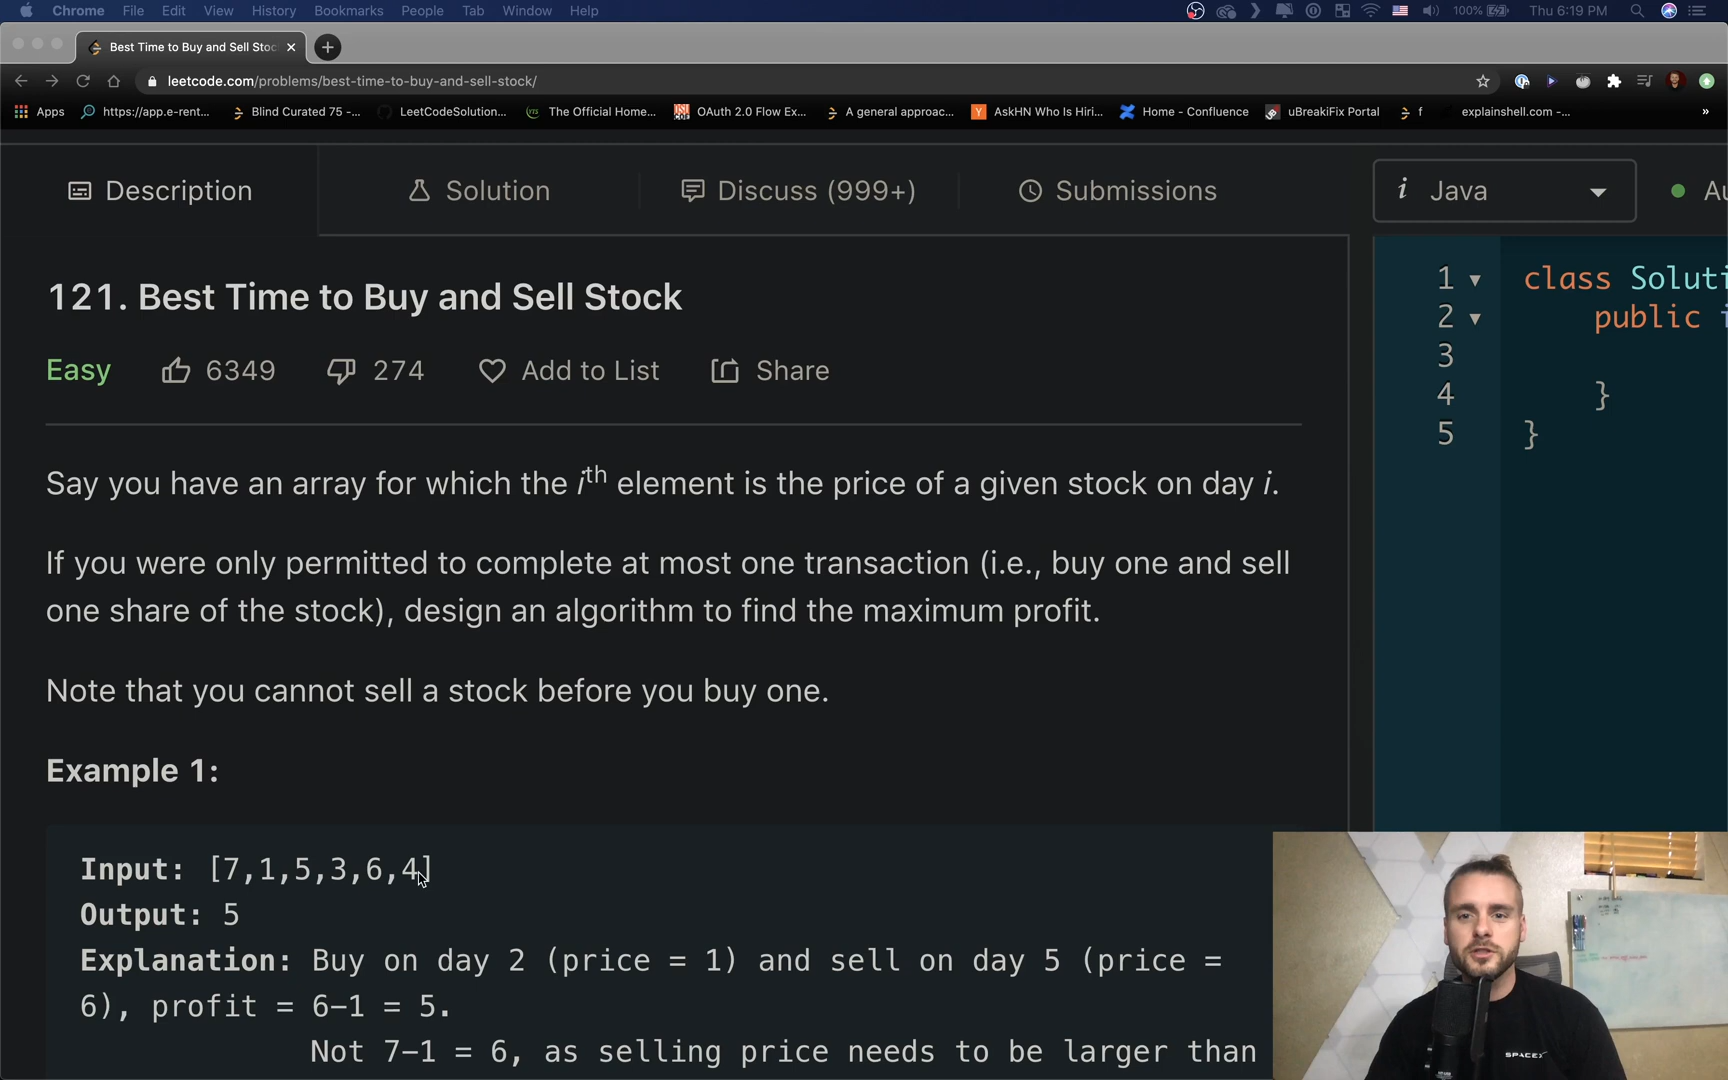 Chrome File Edit View History Bookmarks People Tab Window Help 100% Thu 6:19 PM
Best Time to Buy and Sell Stoc
leetcode.com/problems/best-time-to-buy-and-sell-stock/
Apps https://app.e-rent... Blind Curated 75 -... LeetCodeSolution... The Official Home... OAuth 2.0 Flow Ex... A general approac... AskHN Who Is Hiri... Home - Confluence uBreakiFix Portal f explainshell.com -... »
Description Solution Discuss (999+) Submissions i Java Au
121. Best Time to Buy and Sell Stock
Easy 6349 274 Add to List Share
Say you have an array for which the ith element is the price of a given stock on day i.
If you were only permitted to complete at most one transaction (i.e., buy one and sell
one share of the stock), design an algorithm to find the maximum profit.
Note that you cannot sell a stock before you buy one.
Example 1:
Input: [7,1,5,3,6,4]
Output: 5
Explanation: Buy on day 2 (price = 1) and sell on day 5 (price =
6), profit = 6-1 = 5.
Not 7-1 = 6, as selling price needs to be larger than
1 class Soluti
2 public i
3
4 }
5 }
SPACEX